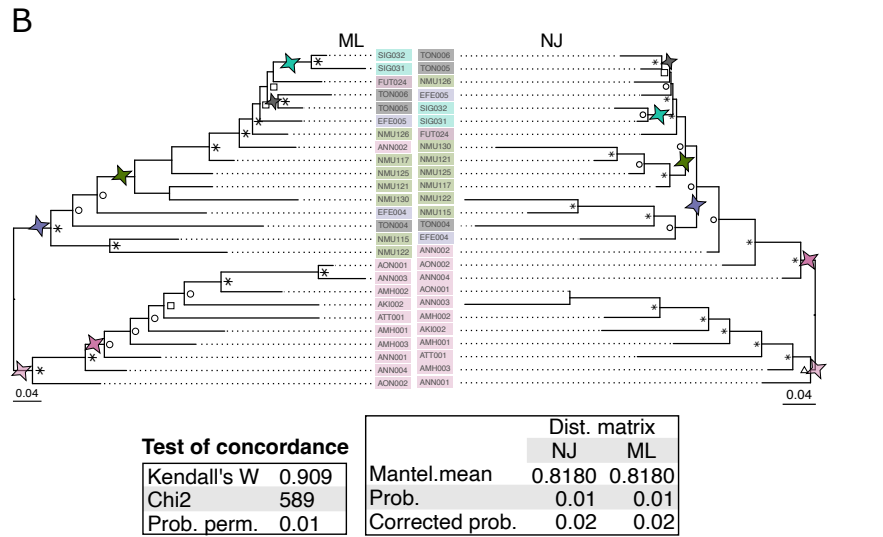 B
ML NJ
SIG032 TON006
SIG031 TON005
FUT024 NMU126
TON006 EFE005
TON005 SIG032
EFE005 SIG031
NMU126 FUT024
ANN002 NMU130
NMU117 NMU121
NMU125 NMU125
NMU121 NMU117
NMU130 NMU122
EFE004 NMU115
TON004 TON004
NMU115 EFE004
NMU122 ANN002
AON001 AON002
ANN003 ANN004
AMH002 AON001
AKI002 ANN003
ATT001 AMH002
AMH001 AKI002
AMH003 AMH001
ANN001 ATT001
ANN004 AMH003
AON002 ANN001
0.04 0.04
Test of concordance
Kendall's W 0.909
Chi2 589
Prob. perm. 0.01
Dist. matrix
NJ ML
Mantel.mean 0.8180 0.8180
Prob. 0.01 0.01
Corrected prob. 0.02 0.02